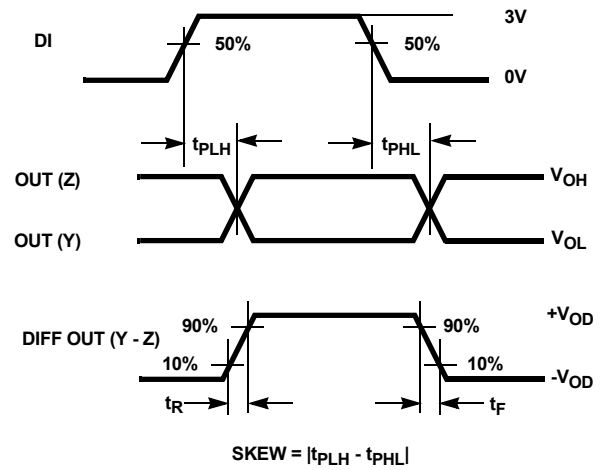 3V
DI
50%
50%
0V
tPLH
tPHL
OUT (Z)
VOH
OUT (Y)
VOL
90%
90%
+VOD
DIFF OUT (Y - Z)
10%
10%
-VOD
tR
tF
SKEW = |tPLH - tPHL|